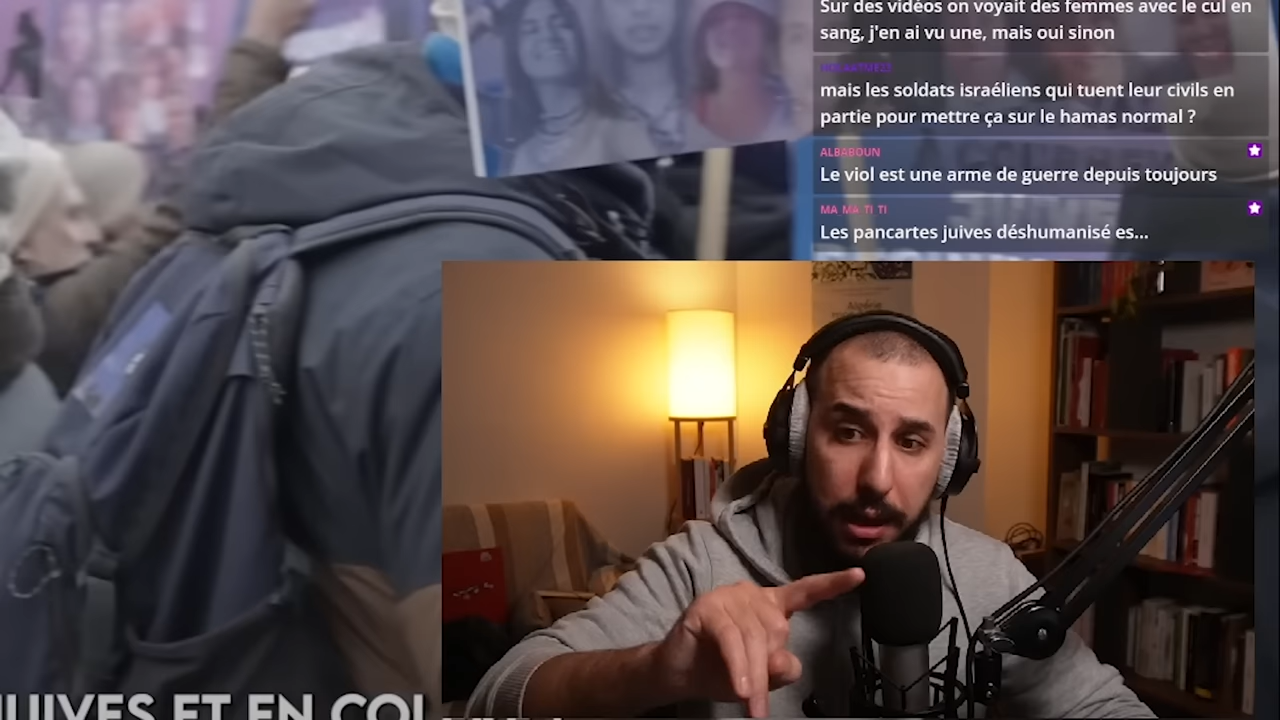 Sur des vidéos on voyait des femmes avec le cul en
sang, j'en ai vu une, mais oui sinon
mais les soldats israéliens qui tuent leur civils en
partie pour mettre ça sur le hamas normal ?
ALBABOUN
Le viol est une arme de guerre depuis toujours
MA MA TI TI
Les pancartes juives déshumanisé es...
Algérie
JUIVES ET EN COL